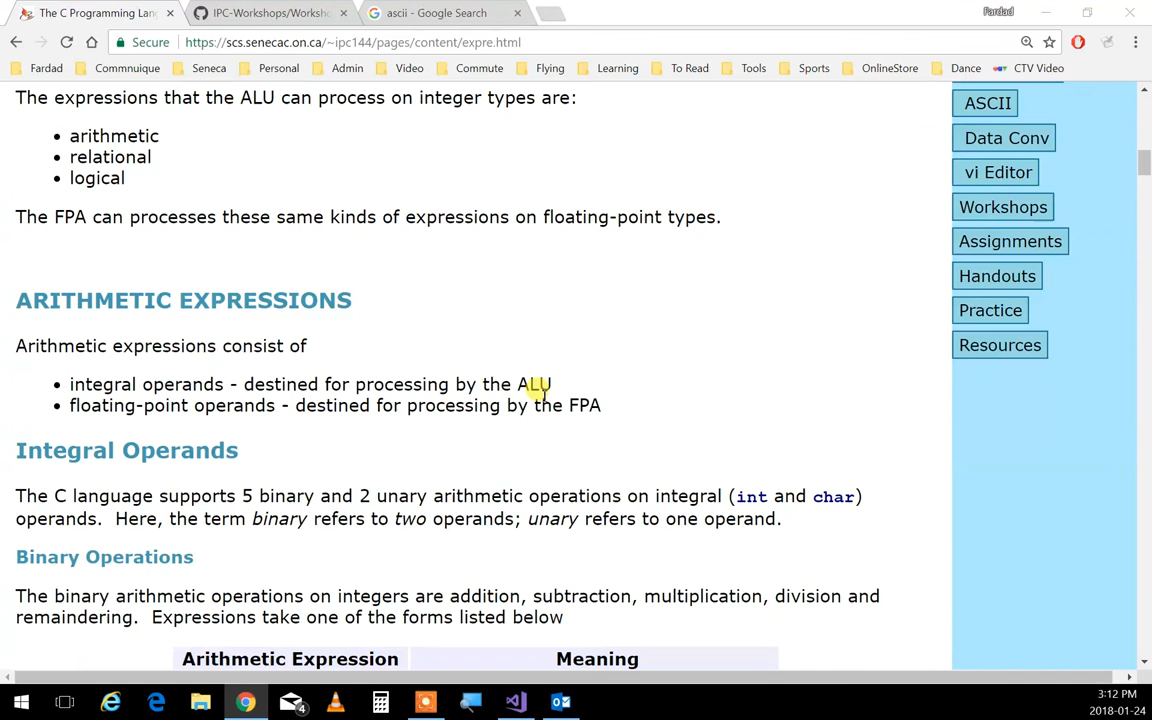 The C Programming Lan
IPC-Workshops/Worksho
ascii - Google Search
Fardad
Secure
https://scs.senecac.on.ca/~ipc144/pages/content/expre.html
Fardad Commnuique Seneca Personal Admin Video Commute Flying Learning To Read Tools Sports OnlineStore Dance CTV Video
The expressions that the ALU can process on integer types are:
• arithmetic
• relational
• logical
The FPA can processes these same kinds of expressions on floating-point types.
ARITHMETIC EXPRESSIONS
Arithmetic expressions consist of
• integral operands - destined for processing by the ALU
• floating-point operands - destined for processing by the FPA
Integral Operands
The C language supports 5 binary and 2 unary arithmetic operations on integral (int and char)
operands.  Here, the term binary refers to two operands; unary refers to one operand.
Binary Operations
The binary arithmetic operations on integers are addition, subtraction, multiplication, division and
remaindering.  Expressions take one of the forms listed below
Arithmetic Expression Meaning
ASCII
Data Conv
vi Editor
Workshops
Assignments
Handouts
Practice
Resources
4
3:12 PM
2018-01-24